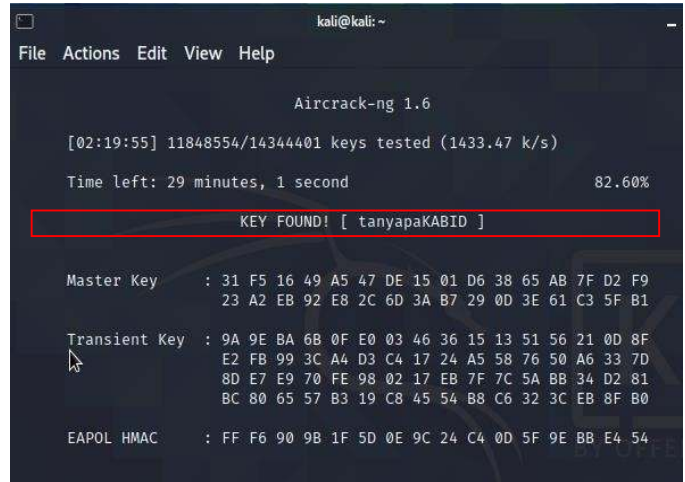 kali@kali: ~
File Actions Edit View Help
Aircrack-ng 1.6
[02:19:55] 11848554/14344401 keys tested (1433.47 k/s)
Time left: 29 minutes, 1 second 82.60%
KEY FOUND! [ tanyapaKABID ]
Master Key : 31 F5 16 49 A5 47 DE 15 01 D6 38 65 AB 7F D2 F9
23 A2 EB 92 E8 2C 6D 3A B7 29 0D 3E 61 C3 5F B1
Transient Key : 9A 9E BA 6B 0F E0 03 46 36 15 13 51 56 21 0D 8F
E2 FB 99 3C A4 D3 C4 17 24 A5 58 76 50 A6 33 7D
8D E7 E9 70 FE 98 02 17 EB 7F 7C 5A BB 34 D2 81
BC 80 65 57 B3 19 C8 45 54 B8 C6 32 3C EB 8F B0
EAPOL HMAC : FF F6 90 9B 1F 5D 0E 9C 24 C4 0D 5F 9E BB E4 54
BY OFFE